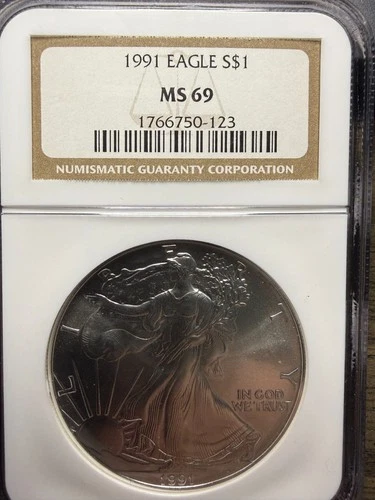 1991 EAGLE S$1
MS 69
1766750-123
NUMISMATIC GUARANTY CORPORATION
LIBERTY
IN GOD
WE TRUST
1991